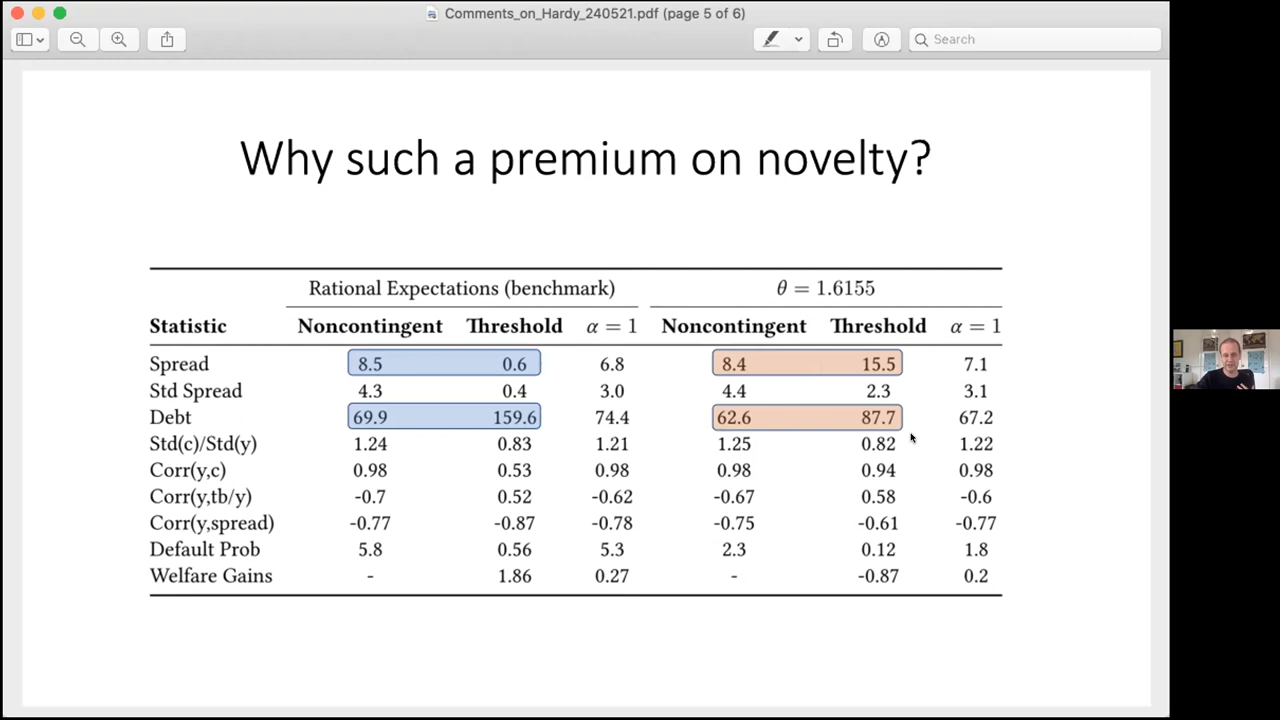 Comments_on_Hardy_240521.pdf (page 5 of 6)
Search
Why such a premium on novelty?
Rational Expectations (benchmark) θ = 1.6155
Statistic Noncontingent Threshold α = 1 Noncontingent Threshold α = 1
Spread 8.5 0.6 6.8 8.4 15.5 7.1
Std Spread 4.3 0.4 3.0 4.4 2.3 3.1
Debt 69.9 159.6 74.4 62.6 87.7 67.2
Std(c)/Std(y) 1.24 0.83 1.21 1.25 0.82 1.22
Corr(y,c) 0.98 0.53 0.98 0.98 0.94 0.98
Corr(y,tb/y) -0.7 0.52 -0.62 -0.67 0.58 -0.6
Corr(y,spread) -0.77 -0.87 -0.78 -0.75 -0.61 -0.77
Default Prob 5.8 0.56 5.3 2.3 0.12 1.8
Welfare Gains - 1.86 0.27 - -0.87 0.2